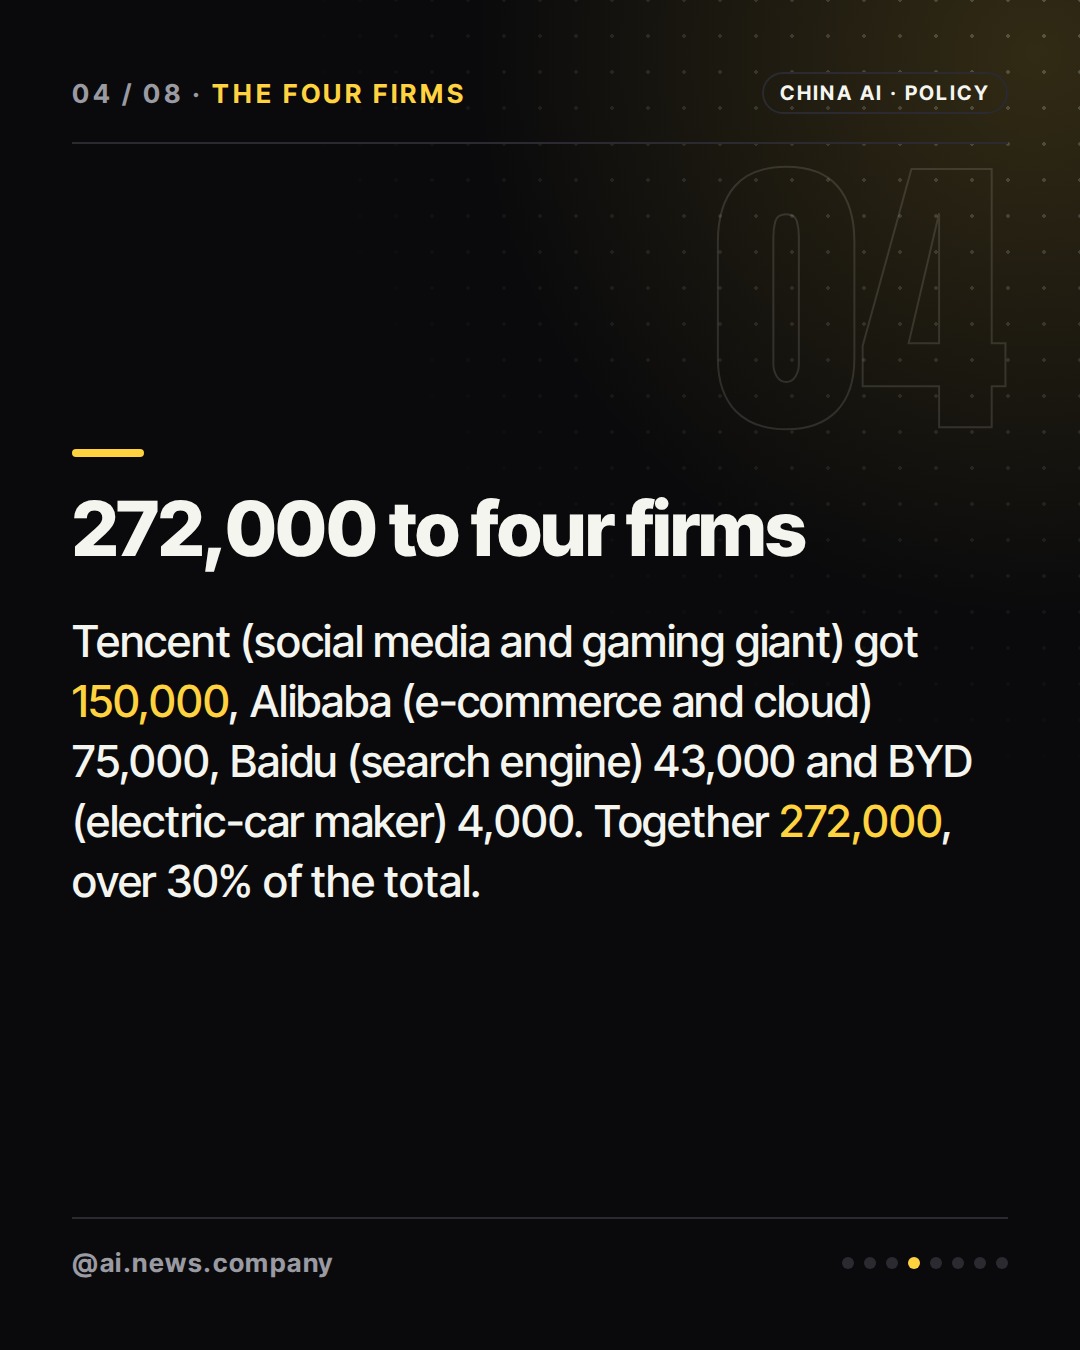 04 / 08 · THE FOUR FIRMS
CHINA AI · POLICY
04
272,000 to four firms
Tencent (social media and gaming giant) got
150,000, Alibaba (e-commerce and cloud)
75,000, Baidu (search engine) 43,000 and BYD
(electric-car maker) 4,000. Together 272,000,
over 30% of the total.
@ai.news.company